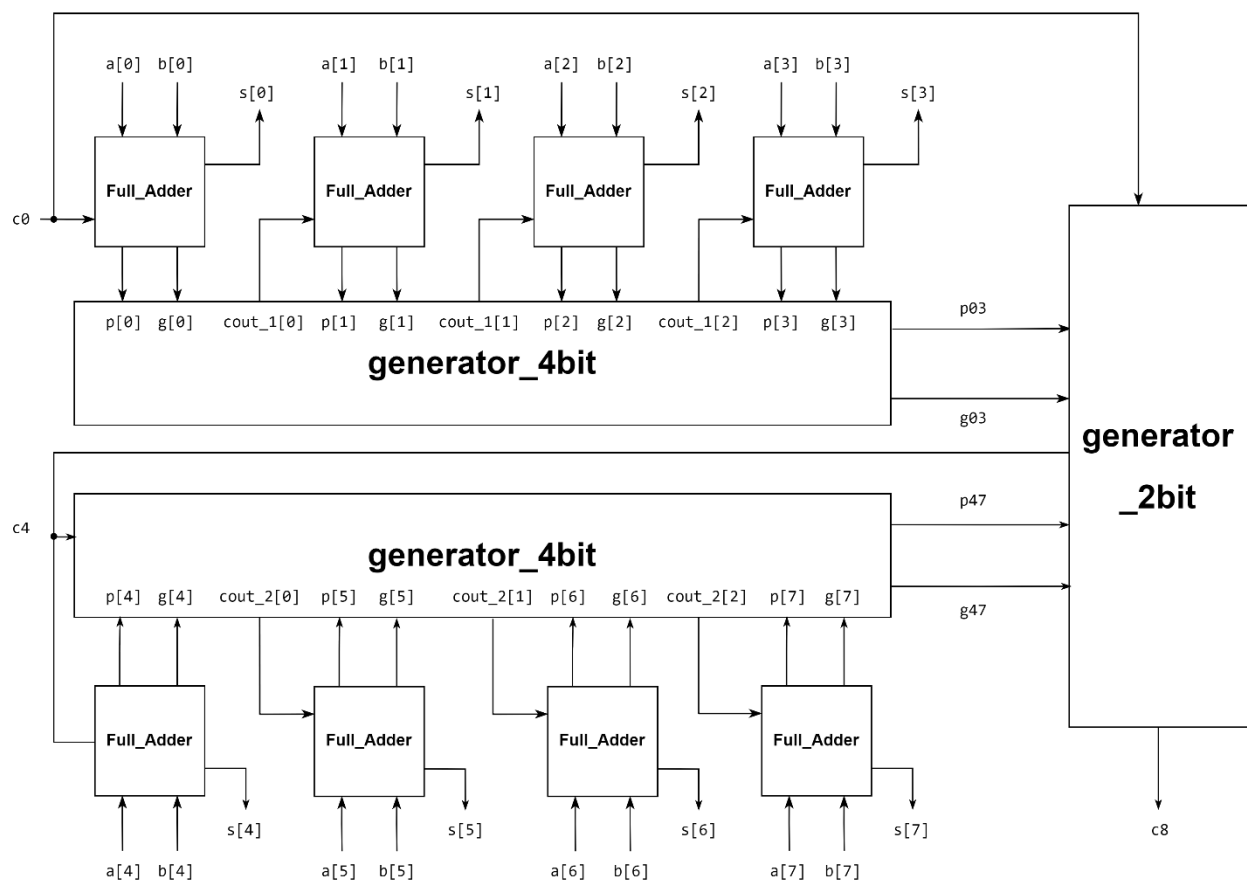 a[0] b[0] a[1] b[1] a[2] b[2] a[3] b[3]
s[0] s[1] s[2] s[3]
Full_Adder Full_Adder Full_Adder Full_Adder
c0
p[0] g[0] cout_1[0] p[1] g[1] cout_1[1] p[2] g[2] cout_1[2] p[3] g[3]
p03
generator_4bit
g03
generator
_2bit
c4
p47
generator_4bit
p[4] g[4] cout_2[0] p[5] g[5] cout_2[1] p[6] g[6] cout_2[2] p[7] g[7]
g47
Full_Adder Full_Adder Full_Adder Full_Adder
s[4] s[5] s[6] s[7] c8
a[4] b[4] a[5] b[5] a[6] b[6] a[7] b[7]